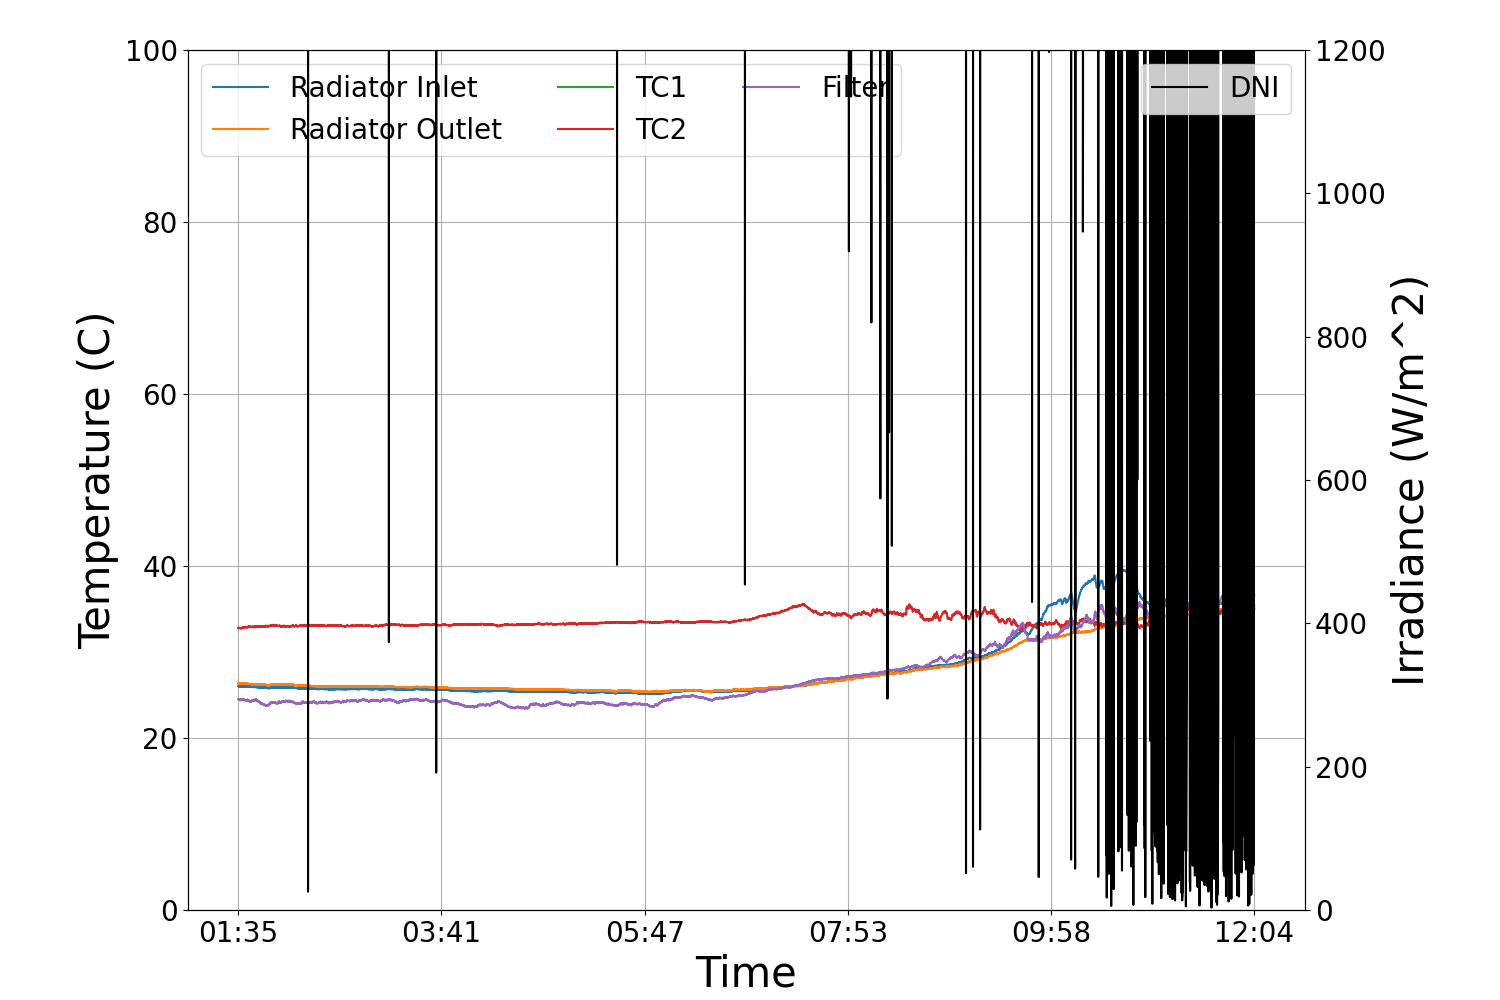 100
80
60
40
20
0
Temperature (C)
Radiator Inlet
Radiator Outlet
TC1
TC2
Filter
DNI
1200
1000
800
600
400
200
0
Irradiance (W/m^2)
01:35 03:41 05:47 07:53 09:58 12:04
Time